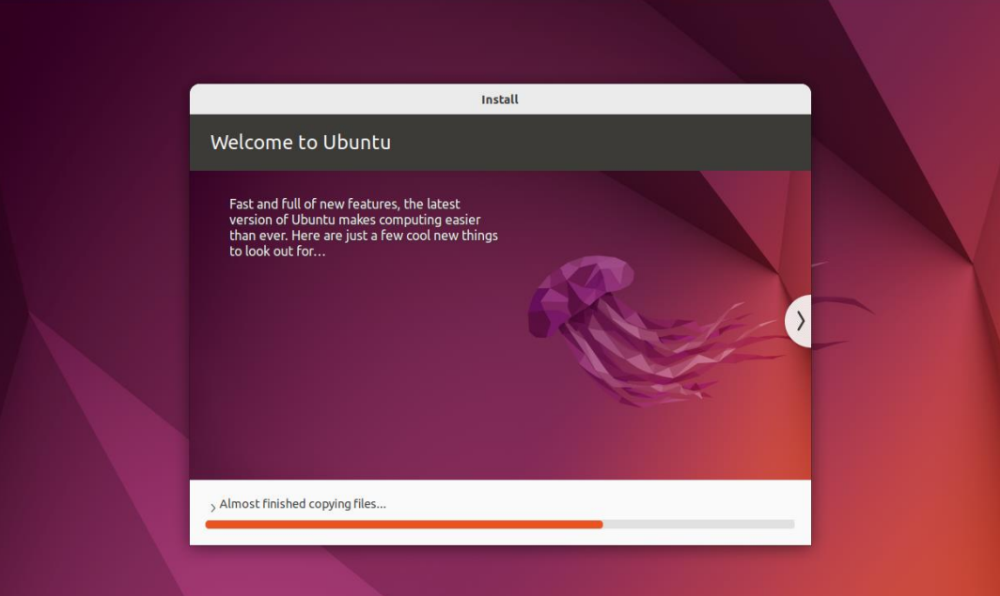 Install
Welcome to Ubuntu
Fast and full of new features, the latest
version of Ubuntu makes computing easier
than ever. Here are just a few cool new things
to look out for…
Almost finished copying files...